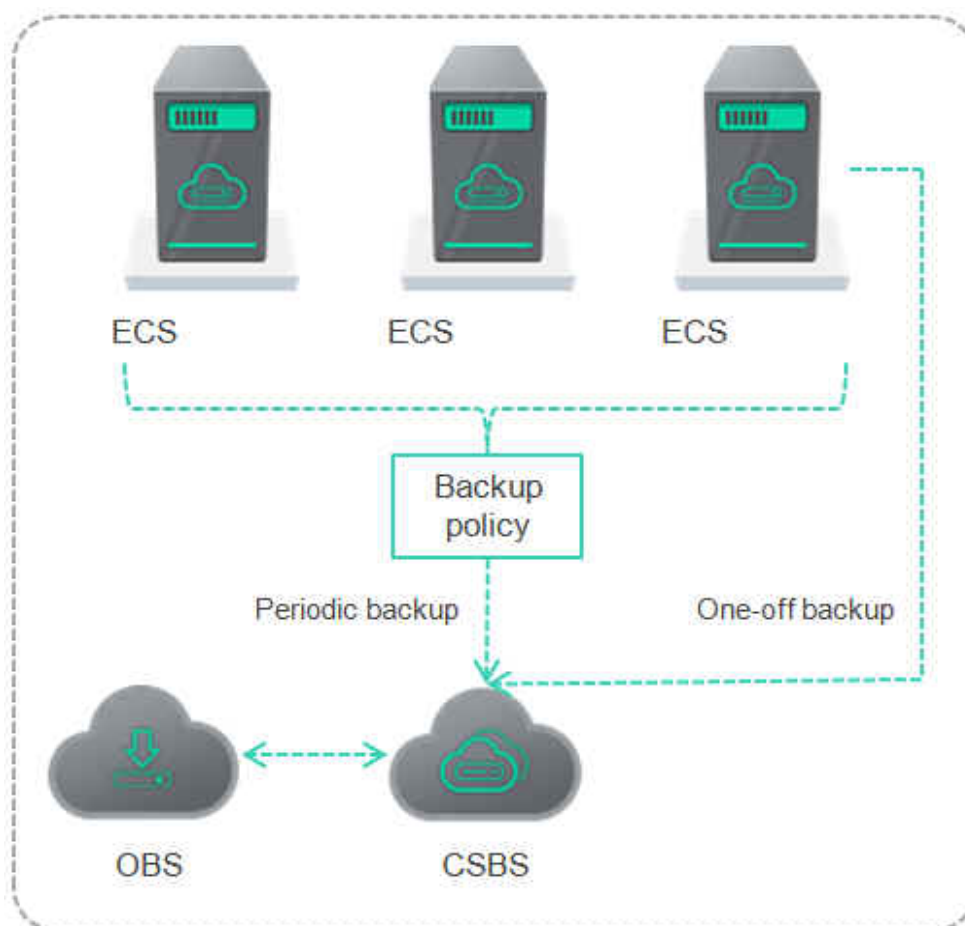 ECS
ECS
ECS
Backup
policy
Periodic backup
One-off backup
OBS
CSBS